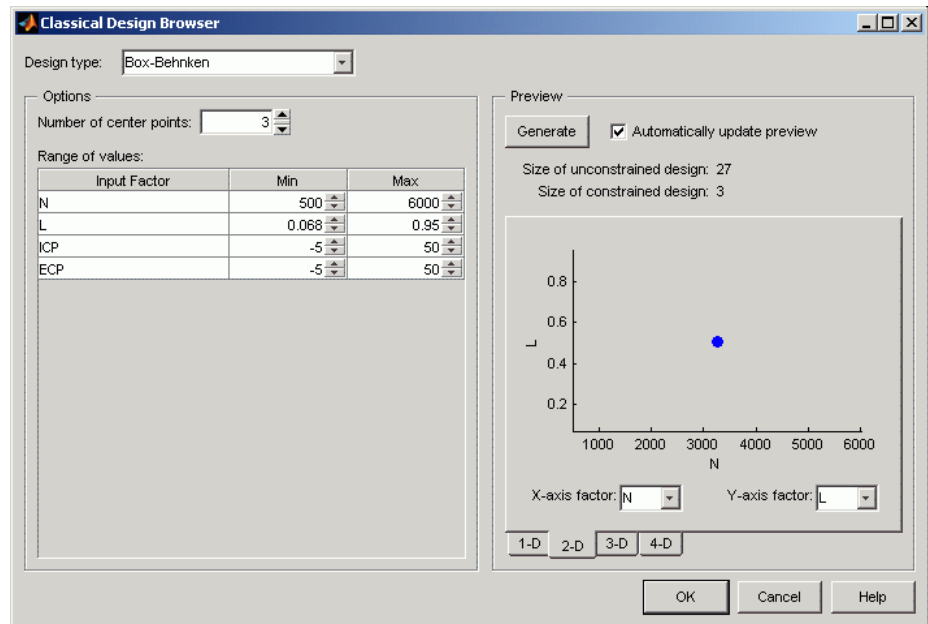 Classical Design Browser
Design type: Box-Behnken
Options
Number of center points: 3
Range of values:
Input Factor Min Max
N 500 6000
L 0.068 0.95
ICP -5 50
ECP -5 50
Preview
Generate Automatically update preview
Size of unconstrained design: 27
Size of constrained design: 3
0.8
0.6
L
0.4
0.2
1000 2000 3000 4000 5000 6000
N
X-axis factor: N Y-axis factor: L
1-D 2-D 3-D 4-D
OK Cancel Help